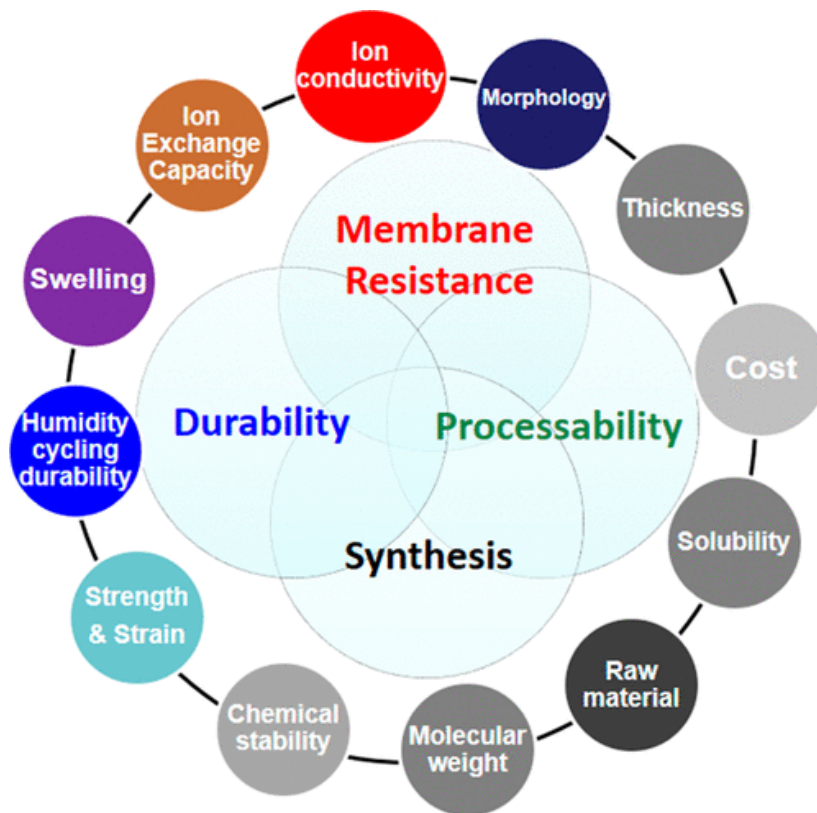 Ion
conductivity
Morphology
Ion
Exchange
Capacity
Thickness
Membrane
Resistance
Swelling
Cost
Durability
Processability
Humidity
cycling
durability
Solubility
Synthesis
Strength
& Strain
Raw
material
Chemical
stability
Molecular
weight